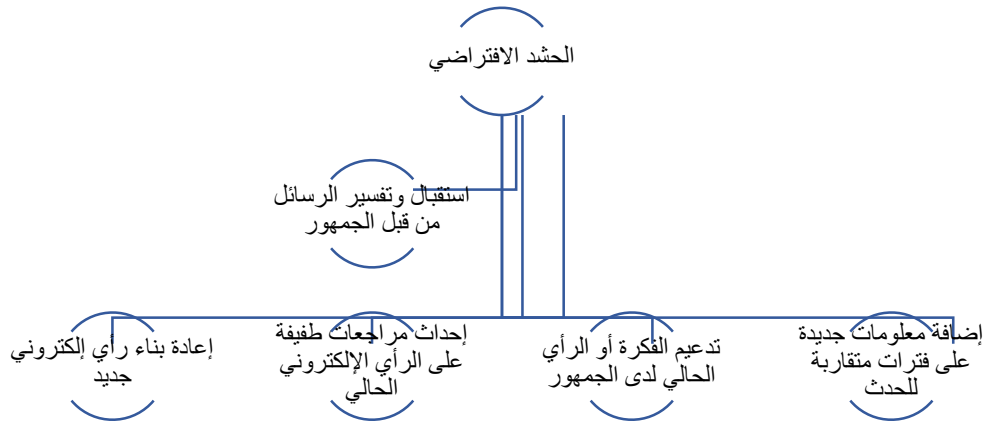 الحشد الافتراضي
استقبال وتفسير الرسائل
من قبل الجمهور
إضافة معلومات جديدة
على فترات متقاربة
للحدث
تدعيم الفكرة أو الرأي
الحالي لدى الجمهور
إحداث مراجعات طفيفة
على الرأي الإلكتروني
الحالي
إعادة بناء رأي إلكتروني
جديد